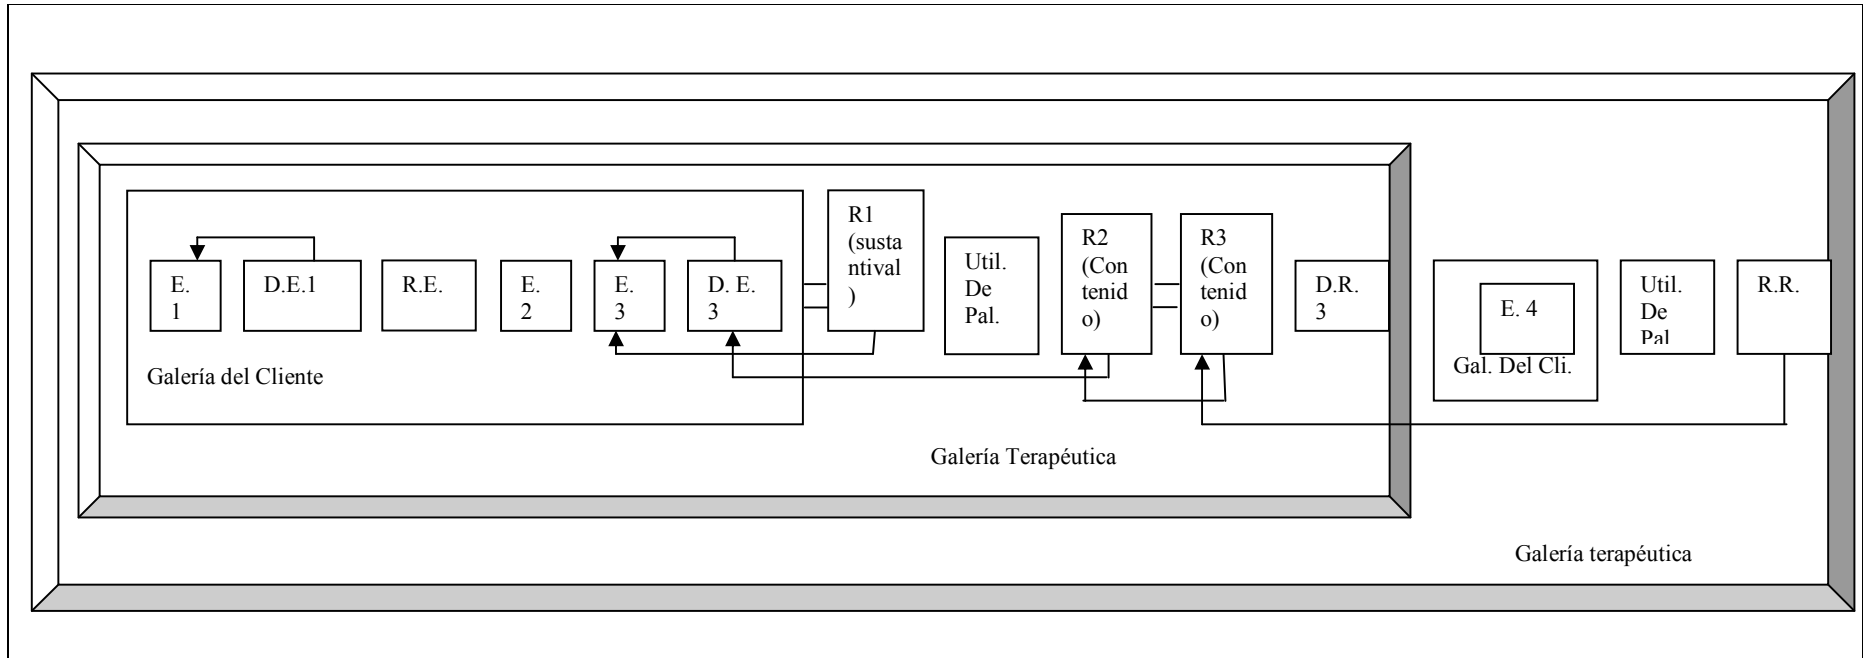 E.
1
D.E.1
R.E.
E.
2
E.
3
D. E.
3
Galería del Cliente
R1
(susta
ntival
)
Util.
De
Pal.
R2
(Con
tenid
o)
R3
(Con
tenid
o)
D.R.
3
Galería Terapéutica
E. 4
Gal. Del Cli.
Util.
De
Pal
R.R.
Galería terapéutica